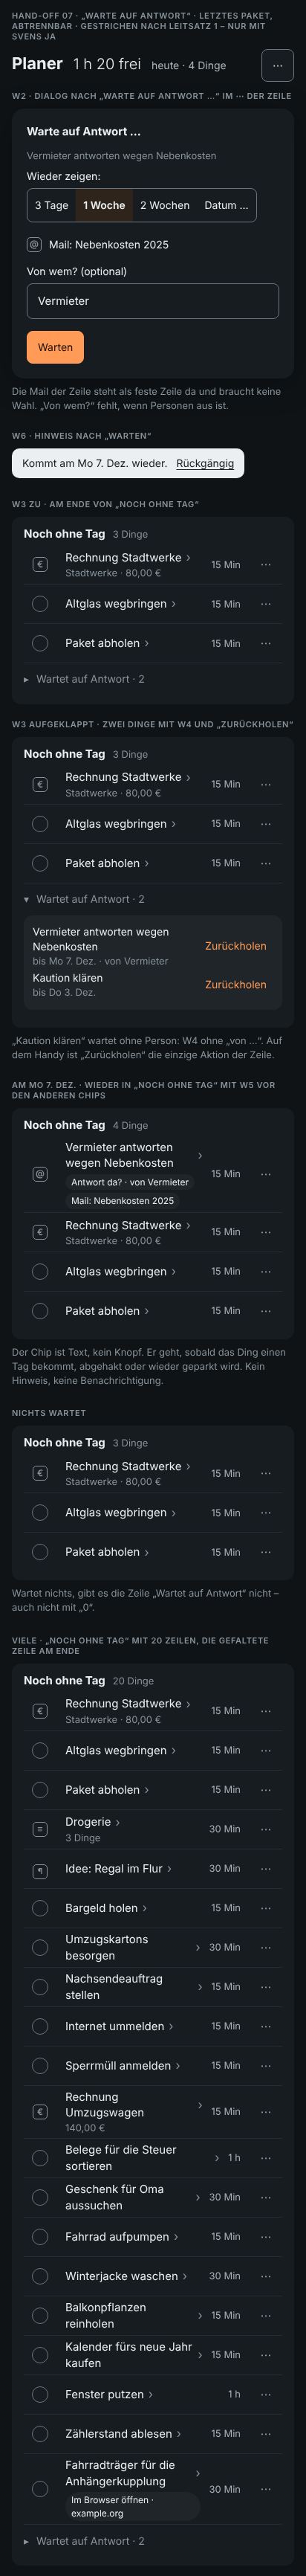 HAND-OFF 07 · „WARTE AUF ANTWORT“ · LETZTES PAKET,
ABTRENNBAR · GESTRICHEN NACH LEITSATZ 1 – NUR MIT
SVENS JA
Planer 1 h 20 frei heute · 4 Dinge ···
W2 · DIALOG NACH „WARTE AUF ANTWORT …“ IM ··· DER ZEILE
Warte auf Antwort …
Vermieter antworten wegen Nebenkosten
Wieder zeigen:
3 Tage 1 Woche 2 Wochen Datum …
@ Mail: Nebenkosten 2025
Von wem? (optional)
Vermieter
Warten
Die Mail der Zeile steht als feste Zeile da und braucht keine
Wahl. „Von wem?“ fehlt, wenn Personen aus ist.
W6 · HINWEIS NACH „WARTEN“
Kommt am Mo 7. Dez. wieder. Rückgängig
W3 ZU · AM ENDE VON „NOCH OHNE TAG“
Noch ohne Tag 3 Dinge
€ Rechnung Stadtwerke › 15 Min ···
Stadtwerke · 80,00 €
Altglas wegbringen › 15 Min ···
Paket abholen › 15 Min ···
▸ Wartet auf Antwort · 2
W3 AUFGEKLAPPT · ZWEI DINGE MIT W4 UND „ZURÜCKHOLEN“
Noch ohne Tag 3 Dinge
€ Rechnung Stadtwerke › 15 Min ···
Stadtwerke · 80,00 €
Altglas wegbringen › 15 Min ···
Paket abholen › 15 Min ···
▾ Wartet auf Antwort · 2
Vermieter antworten wegen
Nebenkosten
bis Mo 7. Dez. · von Vermieter
Zurückholen
Kaution klären
bis Do 3. Dez.
Zurückholen
„Kaution klären“ wartet ohne Person: W4 ohne „von …“. Auf
dem Handy ist „Zurückholen“ die einzige Aktion der Zeile.
AM MO 7. DEZ. · WIEDER IN „NOCH OHNE TAG“ MIT W5 VOR
DEN ANDEREN CHIPS
Noch ohne Tag 4 Dinge
@ Vermieter antworten
wegen Nebenkosten › 15 Min ···
Antwort da? · von Vermieter
Mail: Nebenkosten 2025
€ Rechnung Stadtwerke › 15 Min ···
Stadtwerke · 80,00 €
Altglas wegbringen › 15 Min ···
Paket abholen › 15 Min ···
Der Chip ist Text, kein Knopf. Er geht, sobald das Ding einen
Tag bekommt, abgehakt oder wieder geparkt wird. Kein
Hinweis, keine Benachrichtigung.
NICHTS WARTET
Noch ohne Tag 3 Dinge
€ Rechnung Stadtwerke › 15 Min ···
Stadtwerke · 80,00 €
Altglas wegbringen › 15 Min ···
Paket abholen › 15 Min ···
Wartet nichts, gibt es die Zeile „Wartet auf Antwort“ nicht –
auch nicht mit „0“.
VIELE · „NOCH OHNE TAG“ MIT 20 ZEILEN, DIE GEFALTETE
ZEILE AM ENDE
Noch ohne Tag 20 Dinge
€ Rechnung Stadtwerke › 15 Min ···
Stadtwerke · 80,00 €
Altglas wegbringen › 15 Min ···
Paket abholen › 15 Min ···
≡ Drogerie › 30 Min ···
3 Dinge
¶ Idee: Regal im Flur › 30 Min ···
Bargeld holen › 15 Min ···
Umzugskartons
besorgen › 30 Min ···
Nachsendeauftrag
stellen › 15 Min ···
Internet ummelden › 15 Min ···
Sperrmüll anmelden › 15 Min ···
€ Rechnung
Umzugswagen › 15 Min ···
140,00 €
Belege für die Steuer
sortieren › 1 h ···
Geschenk für Oma
aussuchen › 30 Min ···
Fahrrad aufpumpen › 15 Min ···
Winterjacke waschen › 30 Min ···
Balkonpflanzen
reinholen › 15 Min ···
Kalender fürs neue Jahr
kaufen › 15 Min ···
Fenster putzen › 1 h ···
Zählerstand ablesen › 15 Min ···
Fahrradträger für die
Anhängerkupplung › 30 Min ···
Im Browser öffnen ·
example.org
▸ Wartet auf Antwort · 2